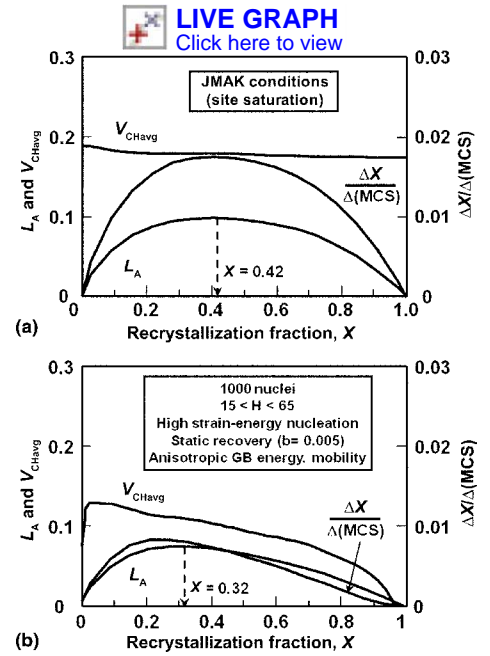 LIVE GRAPH
Click here to view
0.3
0.03
JMAK conditions
(site saturation)
V_CHavg
0.2
0.02
L_A and V_CHavg
ΔX
Δ(MCS)
ΔX/Δ(MCS)
0.1
0.01
L_A
X = 0.42
0
0
0
0.2
0.4
0.6
0.8
1.0
(a)
Recrystallization fraction, X
0.3
0.03
1000 nuclei
15 < H < 65
High strain-energy nucleation
Static recovery (b= 0.005)
Anisotropic GB energy. mobility
0.2
0.02
L_A and V_CHavg
V_CHavg
ΔX
Δ(MCS)
ΔX/Δ(MCS)
0.1
0.01
L_A
X = 0.32
0
0
0
0.2
0.4
0.6
0.8
1
(b)
Recrystallization fraction, X